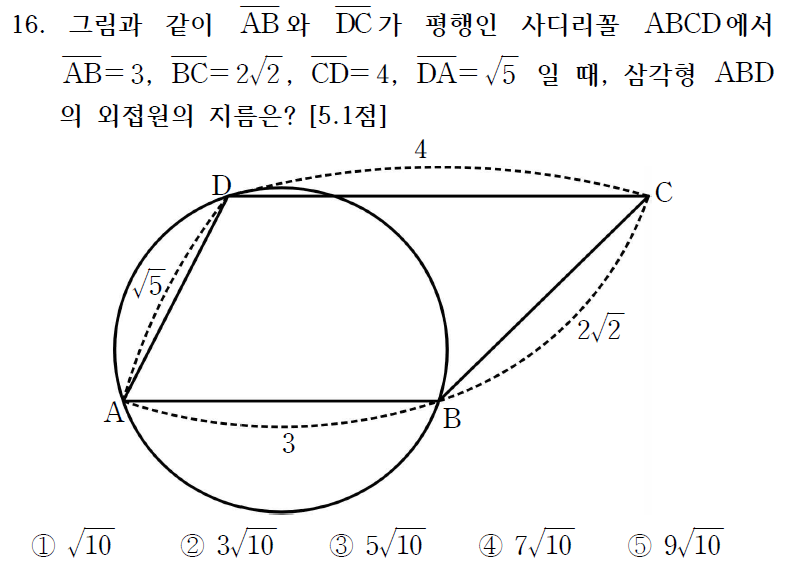 16. 그림과 같이 $\overline{AB}$와 $\overline{DC}$가 평행인 사다리꼴 ABCD에서
$\overline{AB}=3$, $\overline{BC}=2\sqrt{2}$, $\overline{CD}=4$, $\overline{DA}=\sqrt{5}$ 일 때, 삼각형 ABD
의 외접원의 지름은? [5.1점]
4
D
C
$\sqrt{5}$
$2\sqrt{2}$
A
B
3
① $\sqrt{10}$ ② $3\sqrt{10}$ ③ $5\sqrt{10}$ ④ $7\sqrt{10}$ ⑤ $9\sqrt{10}$